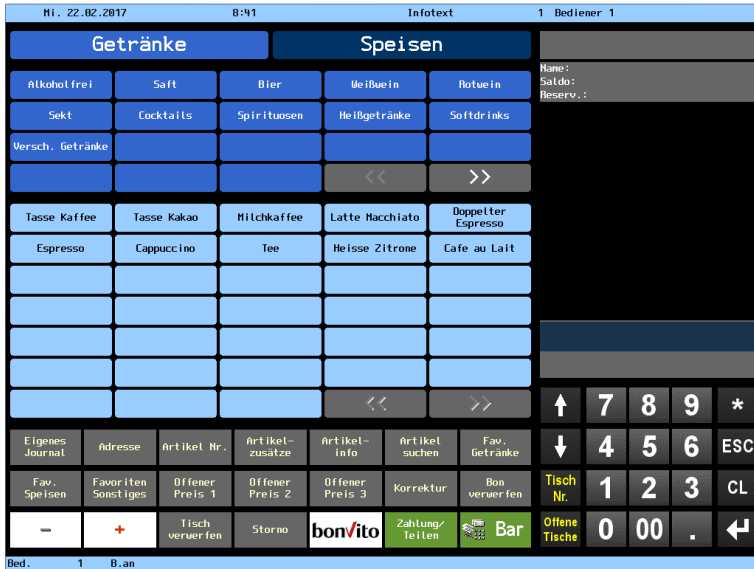 Mi. 22.02.2017 8:41 Infotext 1 Bediener 1
Getränke Speisen
Name:
Saldo:
Reserv.:
Alkoholfrei Saft Bier Weißwein Rotwein
Sekt Cocktails Spirituosen Heißgetränke Softdrinks
Versch. Getränke
<< >>
Tasse Kaffee Tasse Kakao Milchkaffee Latte Macchiato Doppelter
Espresso
Espresso Cappuccino Tee Heisse Zitrone Cafe au Lait
<< >>
7 8 9 *
Eigenes
Journal
Adresse
Artikel Nr.
Artikel-
zusätze
Artikel-
info
Artikel
suchen
Fav.
Getränke
4 5 6 ESC
Fav.
Speisen
Favoriten
Sonstiges
Offener
Preis 1
Offener
Preis 2
Offener
Preis 3
Korrektur
Bon
verwerfen
Tisch
Nr.
1 2 3 CL
- +
Tisch
verwerfen
Storno
bonVito
Zahlung/
Teilen
Bar
Offene
Tische
0 00 .
Bed. 1 B.an